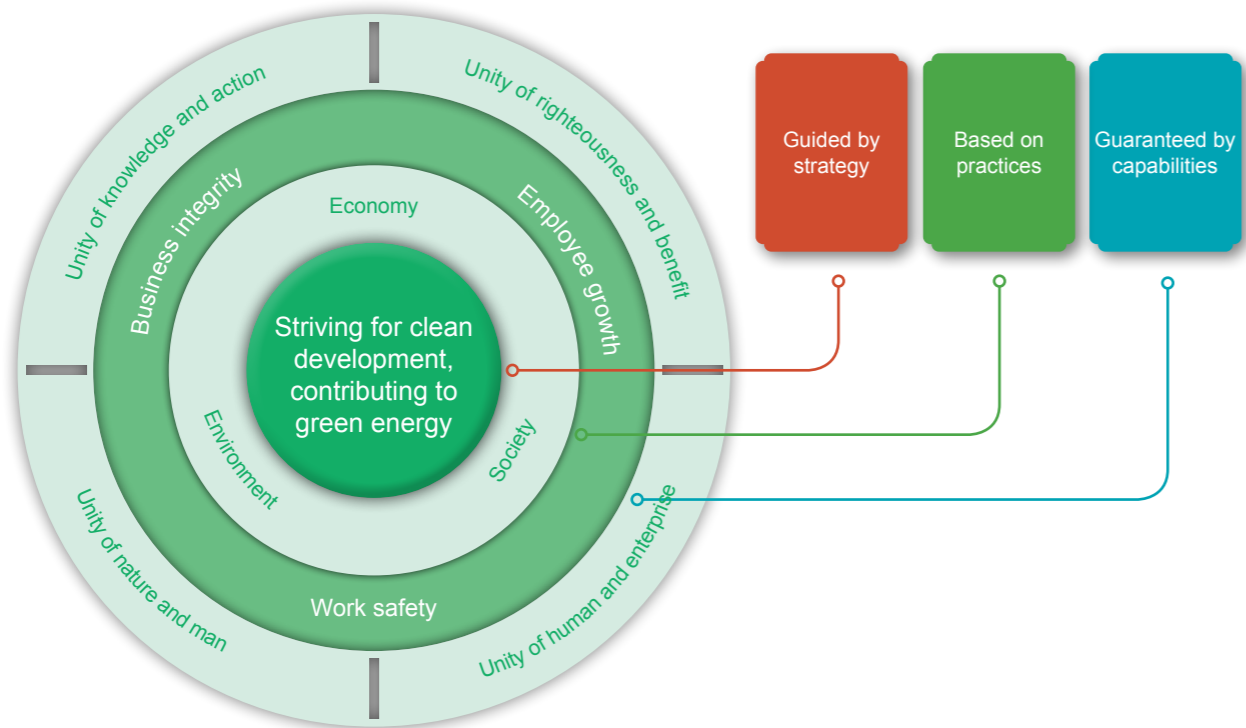 Unity of knowledge and action
Unity of righteousness and benefit
Business integrity
Employee growth
Economy
Striving for clean
development,
contributing to
green energy
Environment
Society
Work safety
Unity of nature and man
Unity of human and enterprise
Guided by
strategy
Based on
practices
Guaranteed by
capabilities